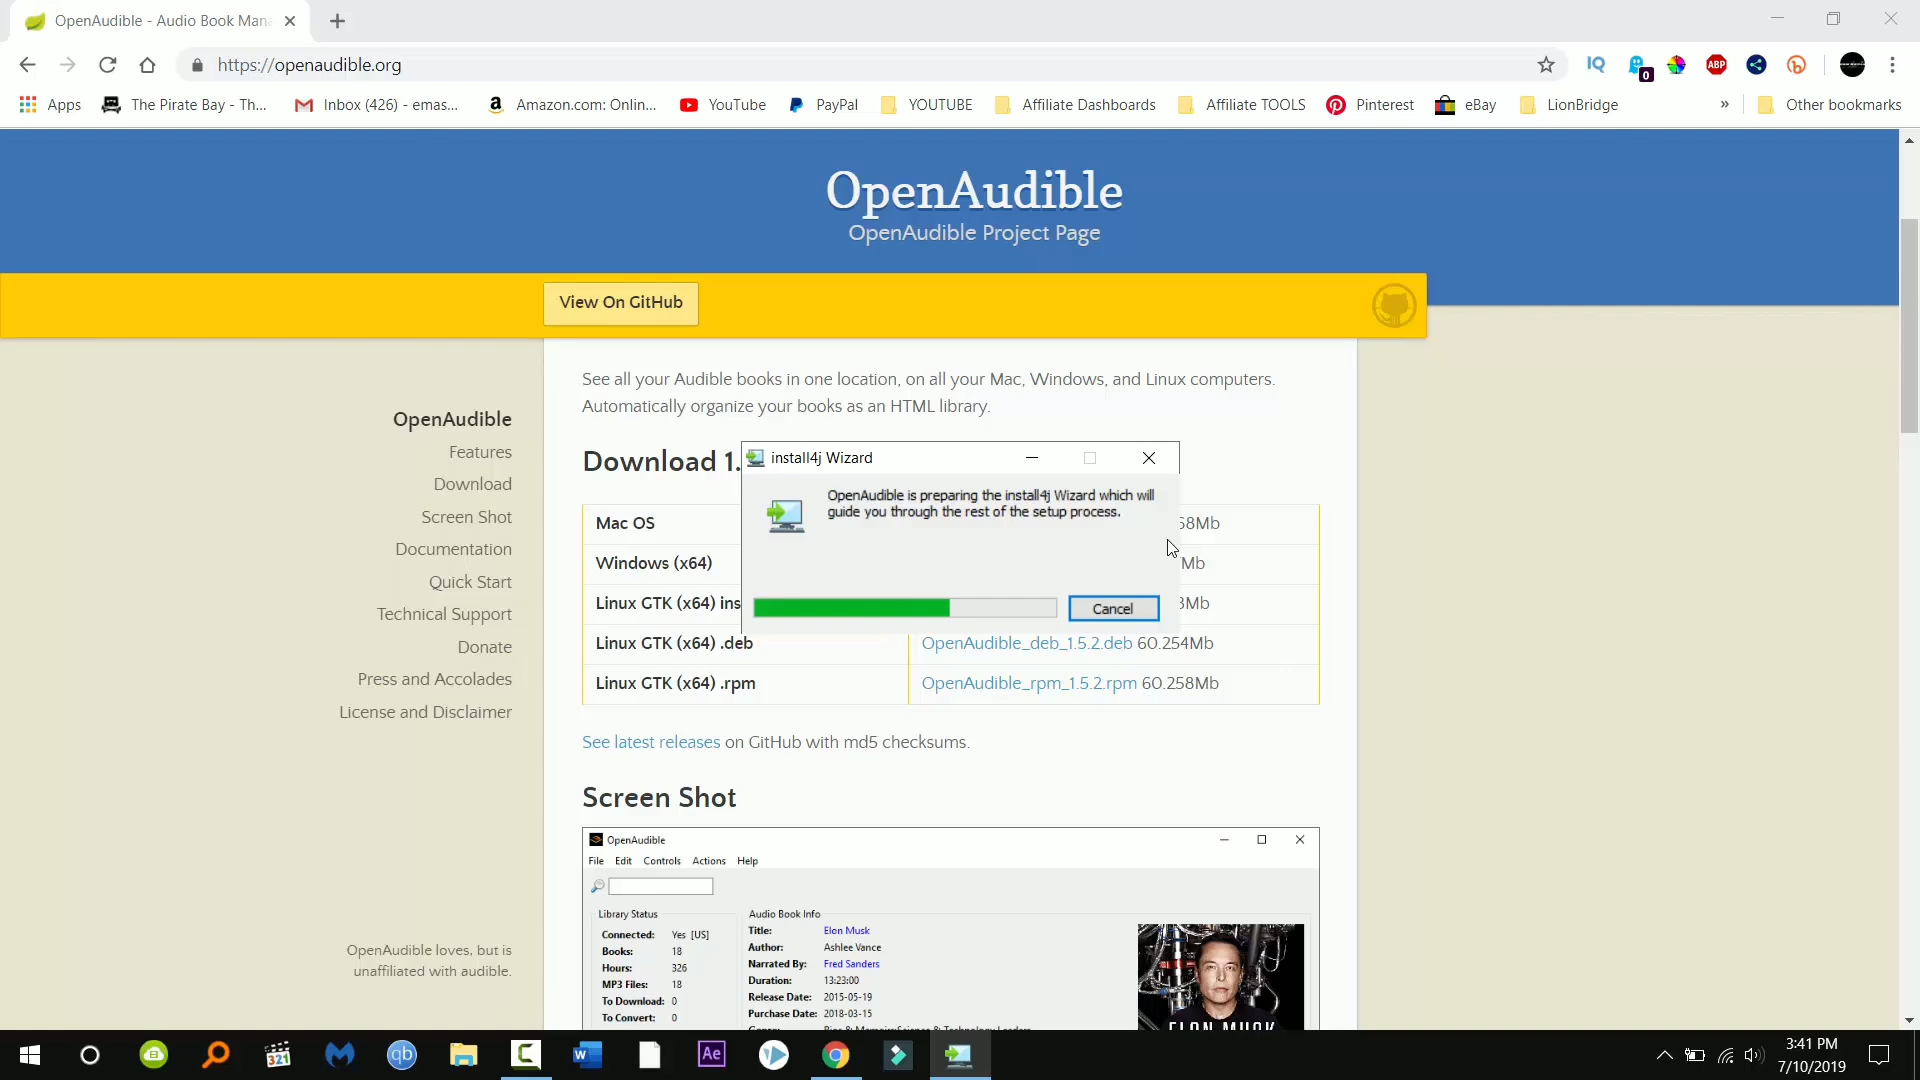 OpenAudible - Audio Book Mana
https://openaudible.org
IQ
0
ABP
Apps
The Pirate Bay - Th...
Inbox (426) - emas...
Amazon.com: Onlin...
YouTube
PayPal
YOUTUBE
Affiliate Dashboards
Affiliate TOOLS
Pinterest
eBay
LionBridge
»
Other bookmarks
OpenAudible
OpenAudible Project Page
View On GitHub
OpenAudible
Features
Download
Screen Shot
Documentation
Quick Start
Technical Support
Donate
Press and Accolades
License and Disclaimer
OpenAudible loves, but is
unaffiliated with audible.
See all your Audible books in one location, on all your Mac, Windows, and Linux computers.
Automatically organize your books as an HTML library.
Download 1.
install4j Wizard
OpenAudible is preparing the install4j Wizard which will
guide you through the rest of the setup process.
Cancel
Mac OS 68Mb
Windows (x64) Mb
Linux GTK (x64) ins 3Mb
Linux GTK (x64) .deb OpenAudible_deb_1.5.2.deb 60.254Mb
Linux GTK (x64) .rpm OpenAudible_rpm_1.5.2.rpm 60.258Mb
See latest releases on GitHub with md5 checksums.
Screen Shot
OpenAudible
File Edit Controls Actions Help
Library Status
Connected: Yes [US]
Books: 18
Hours: 326
MP3 Files: 18
To Download: 0
To Convert: 0
Audio Book Info
Title: Elon Musk
Author: Ashlee Vance
Narrated By: Fred Sanders
Duration: 13:23:00
Release Date: 2015-05-19
Purchase Date: 2018-03-15
ELON MUSK
321
qb
C
W
Ae
3:41 PM
7/10/2019